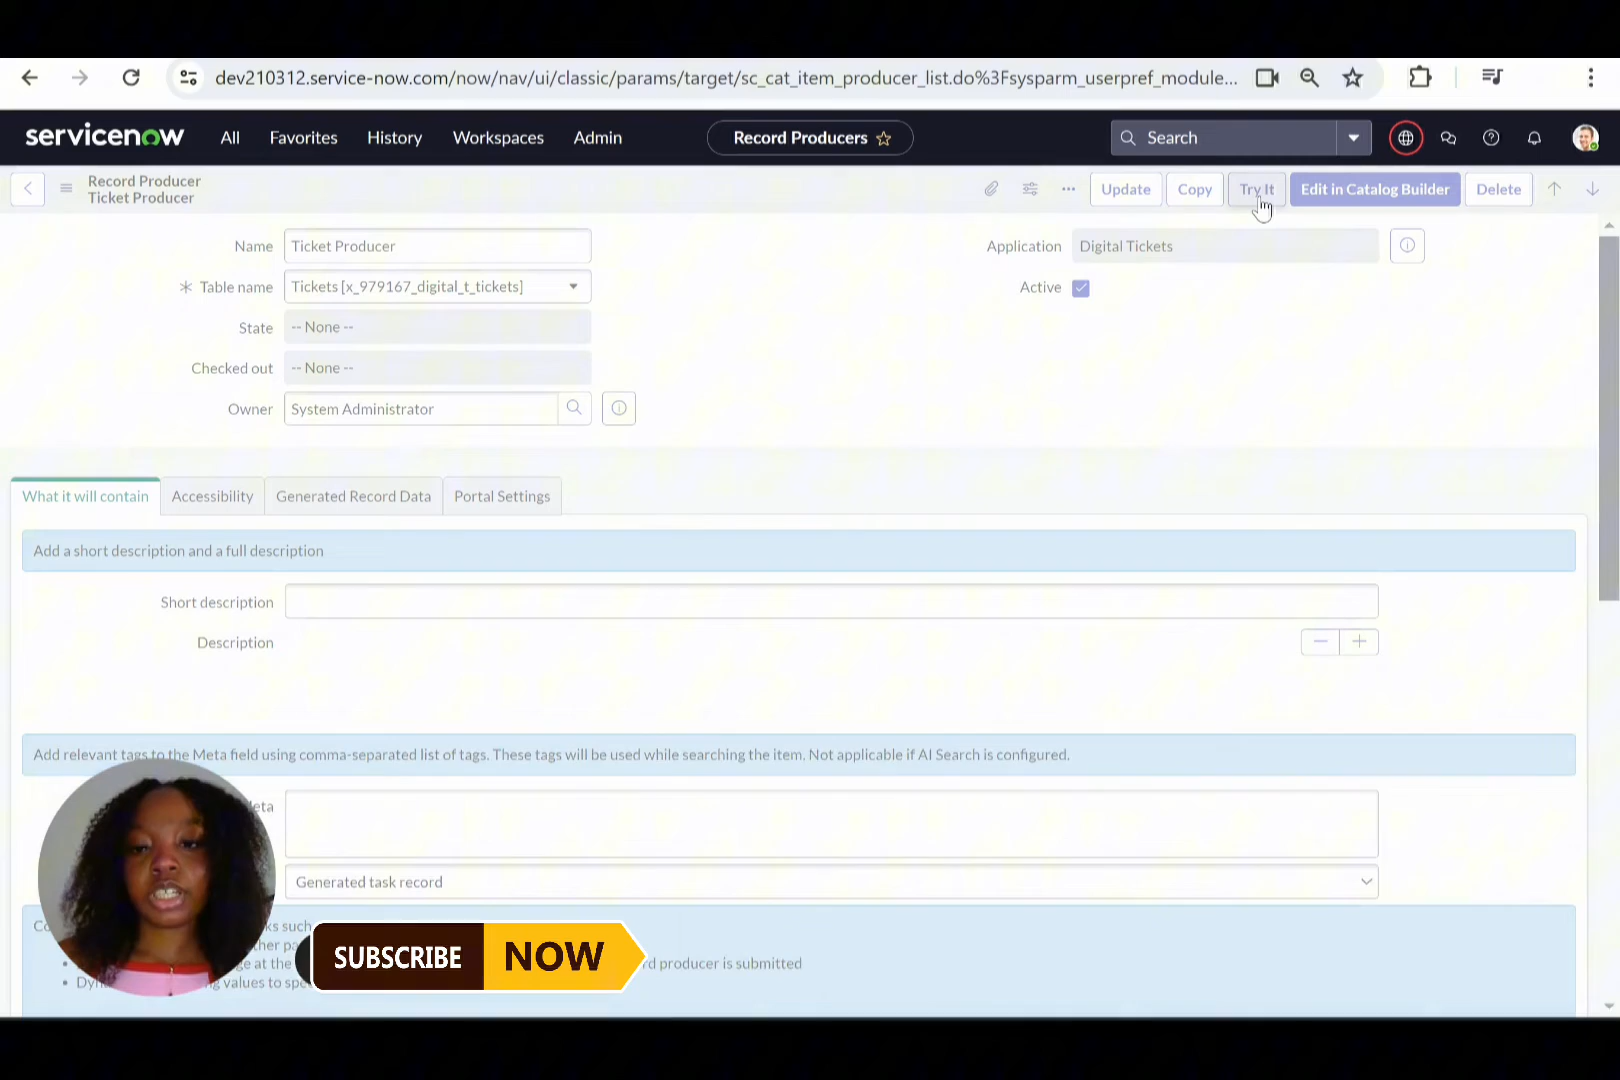 dev210312.service-now.com/now/nav/ui/classic/params/target/sc_cat_item_producer_list.do%3Fsysparm_userpref_module...
servicenow All Favorites History Workspaces Admin Record Producers Search
Record Producer
Ticket Producer
Update Copy Try It Edit in Catalog Builder Delete
Name Ticket Producer Application Digital Tickets
Table name Tickets [x_979167_digital_t_tickets] Active
State -- None --
Checked out -- None --
Owner System Administrator
What it will contain Accessibility Generated Record Data Portal Settings
Add a short description and a full description
Short description
Description
Add relevant tags to the Meta field using comma-separated list of tags. These tags will be used while searching the item. Not applicable if AI Search is configured.
Generated task record
SUBSCRIBE NOW
producer is submitted
values to